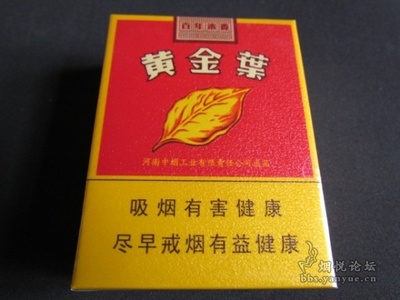 百年浓香
黄金葉
河南中烟工业有限责任公司出品
吸烟有害健康
尽早戒烟有益健康
烟悦论坛
bbs.yanyue.cn